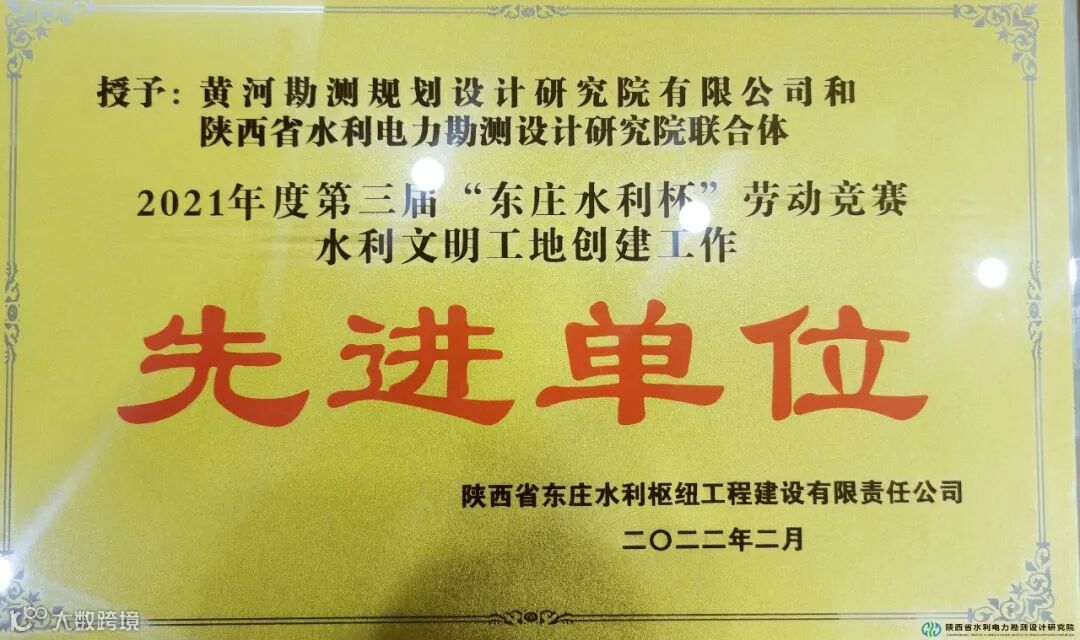 授予：黄河勘测规划设计研究院有限公司和
陕西省水利电力勘测设计研究院联合体
2021年度第三届“东庄水利杯”劳动竞赛
水利文明工地创建工作
先进单位
陕西省东庄水利枢纽工程建设有限责任公司
二〇二二年二月
大数跨境
陕西省水利电力勘测设计研究院